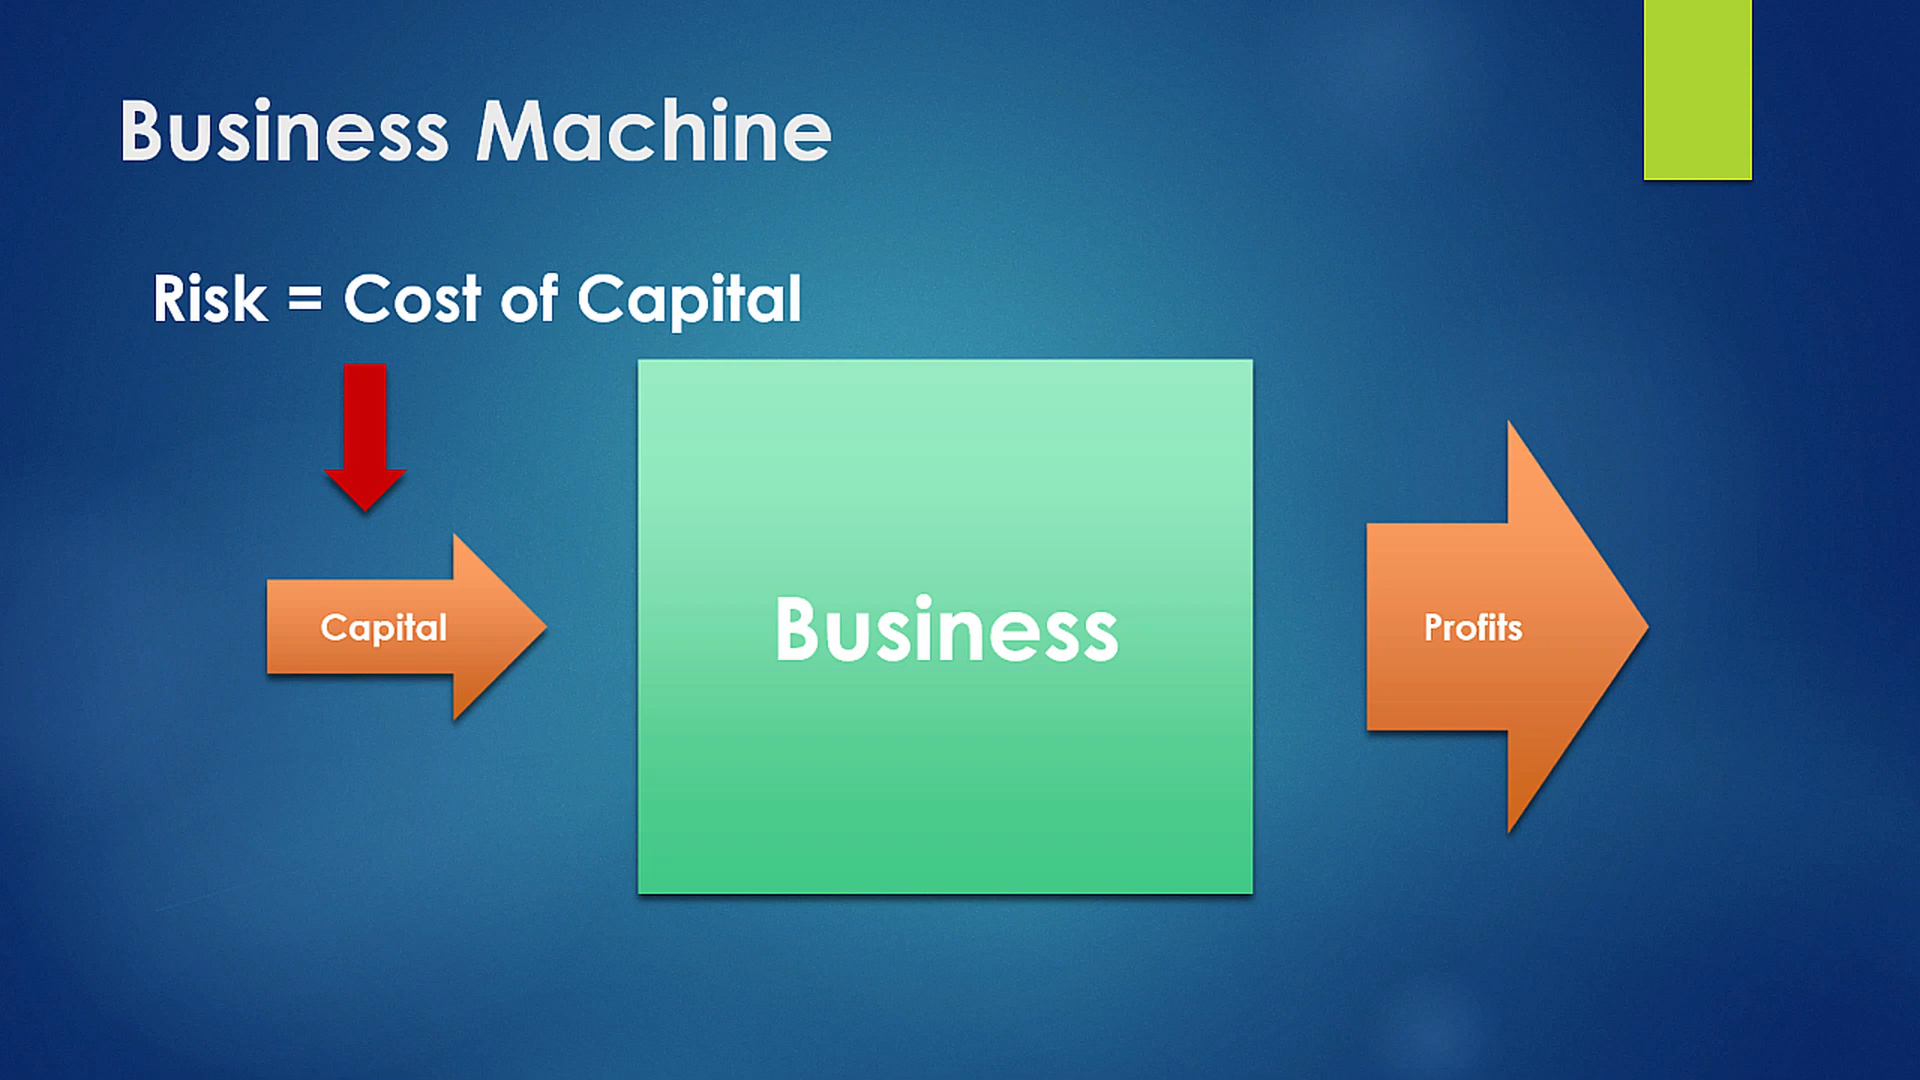 Business Machine
Risk = Cost of Capital
Capital
Business
Profits